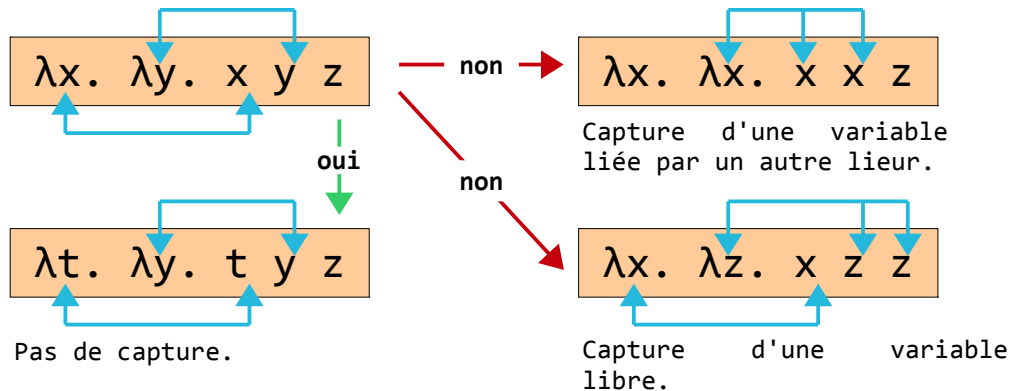 λx. λy. x y z
non
λx. λx. x x z
Capture d'une variable
liée par un autre lieur.
oui
non
λt. λy. t y z
Pas de capture.
λx. λz. x z z
Capture d'une variable
libre.